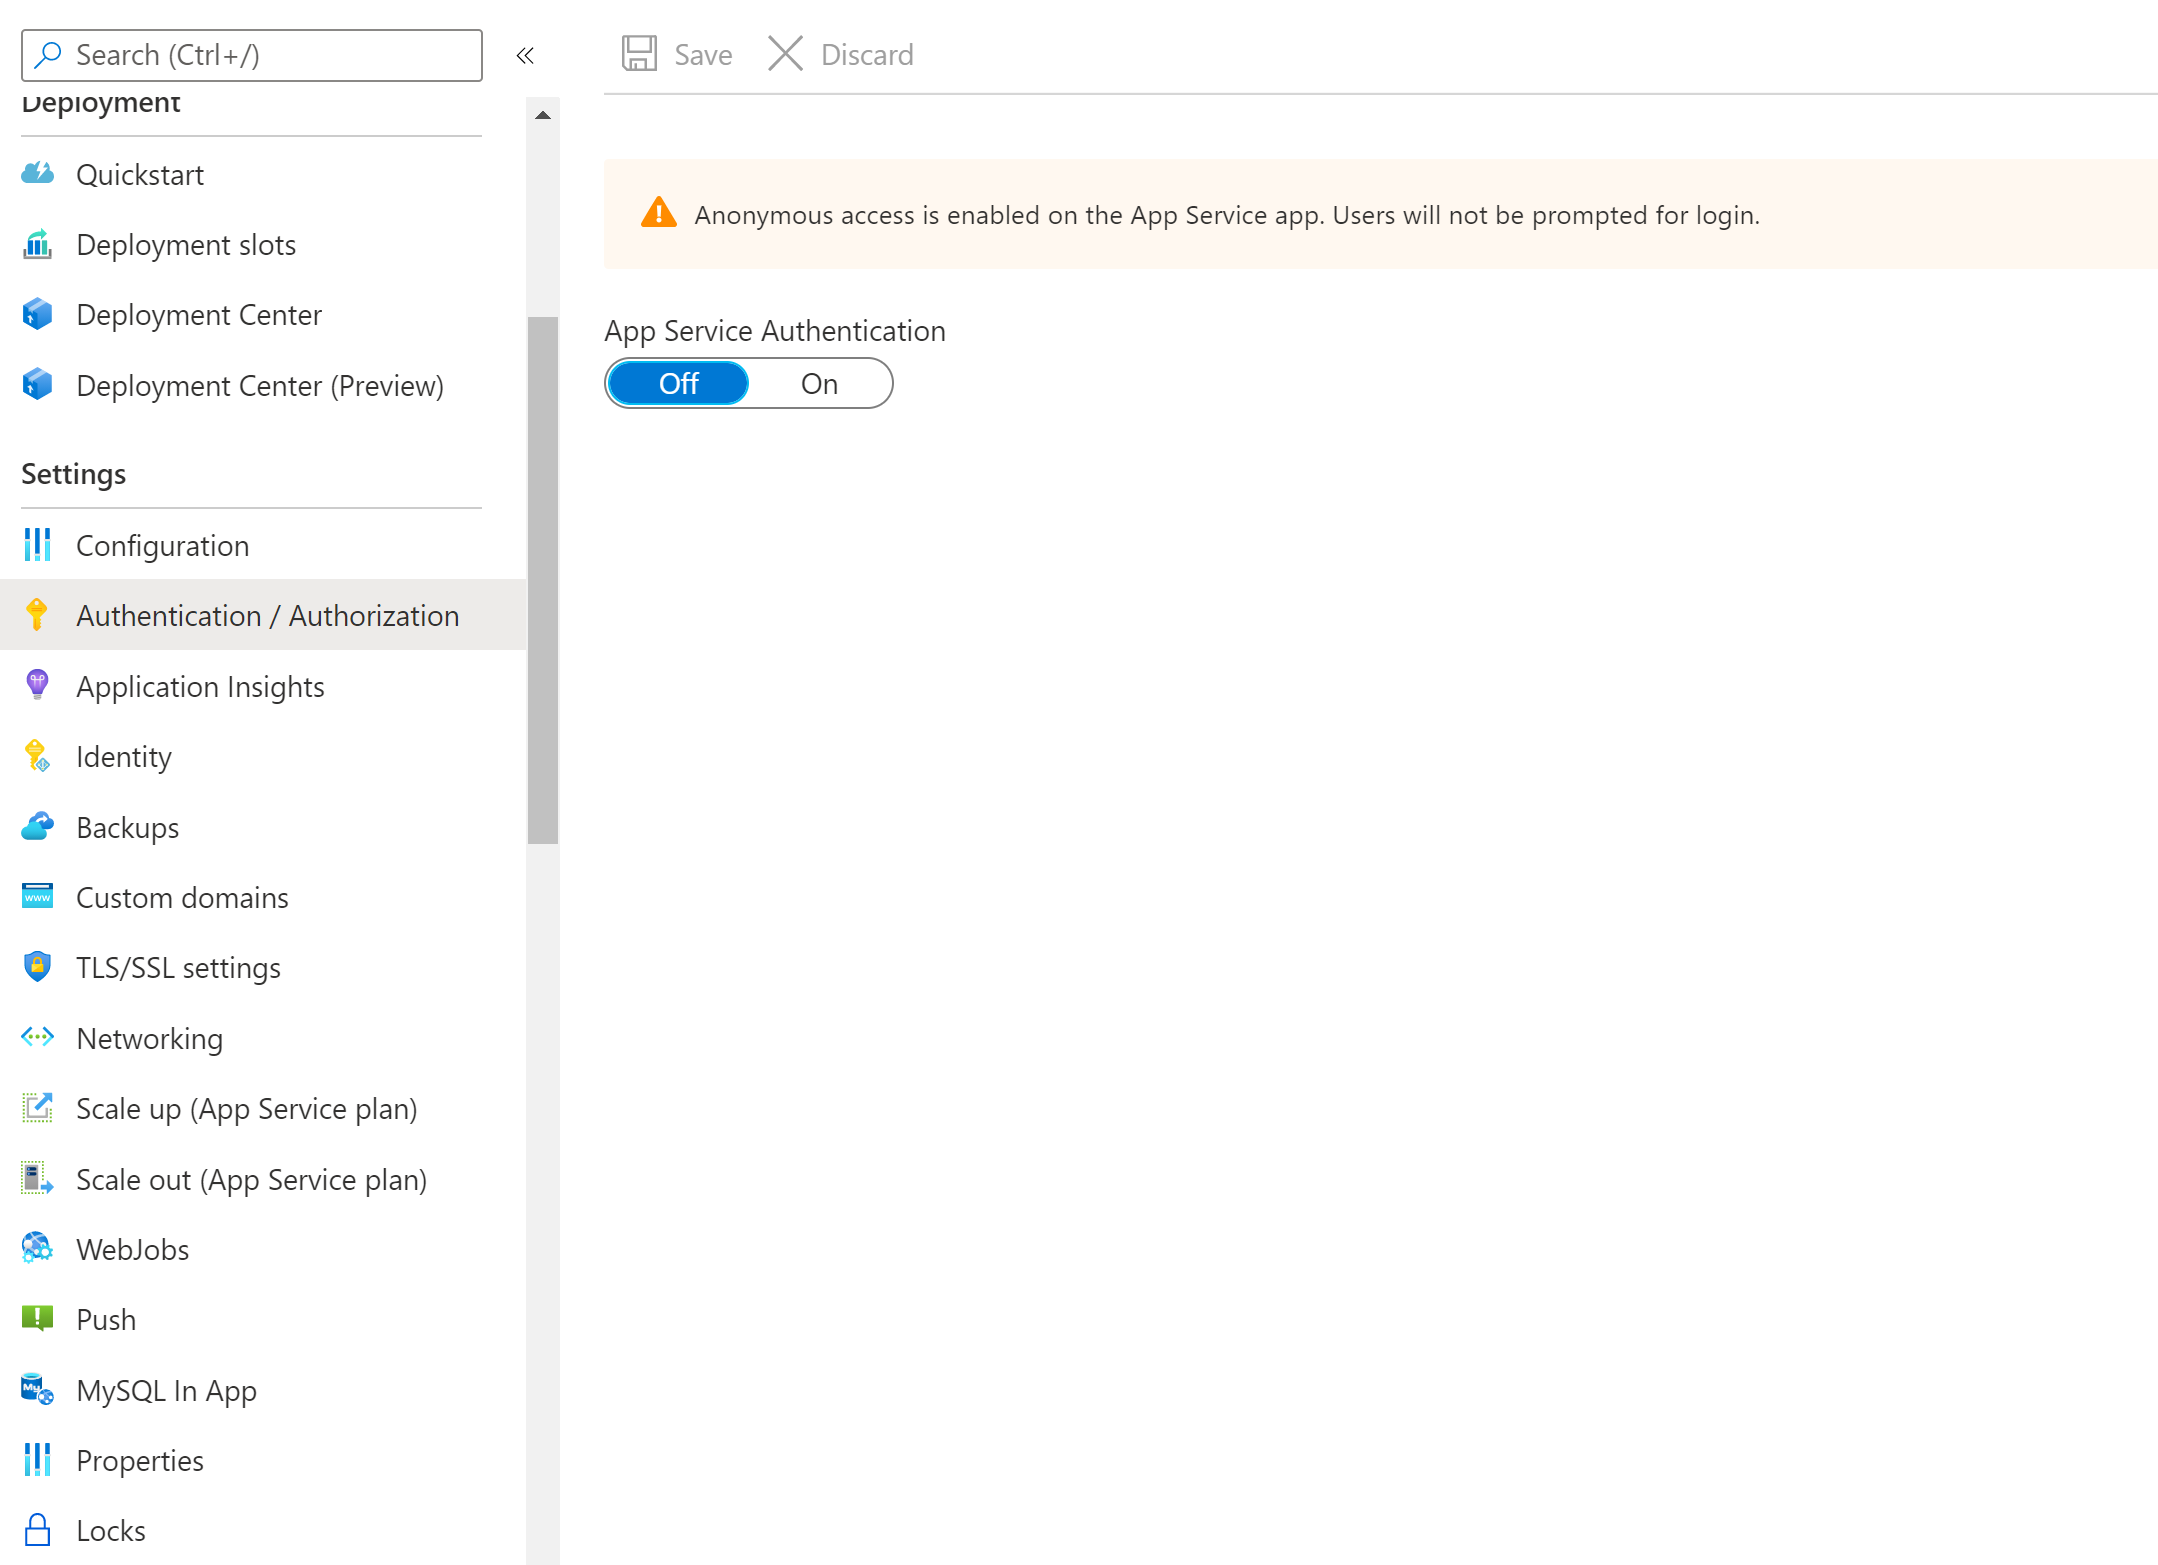 Search (Ctrl+/)
«
Save
Discard
Deployment
Quickstart
Deployment slots
Deployment Center
Deployment Center (Preview)
Settings
Configuration
Authentication / Authorization
Application Insights
Identity
Backups
www
Custom domains
TLS/SSL settings
Networking
Scale up (App Service plan)
Scale out (App Service plan)
WebJobs
Push
My
MySQL In App
Properties
Locks
Anonymous access is enabled on the App Service app. Users will not be prompted for login.
App Service Authentication
Off
On